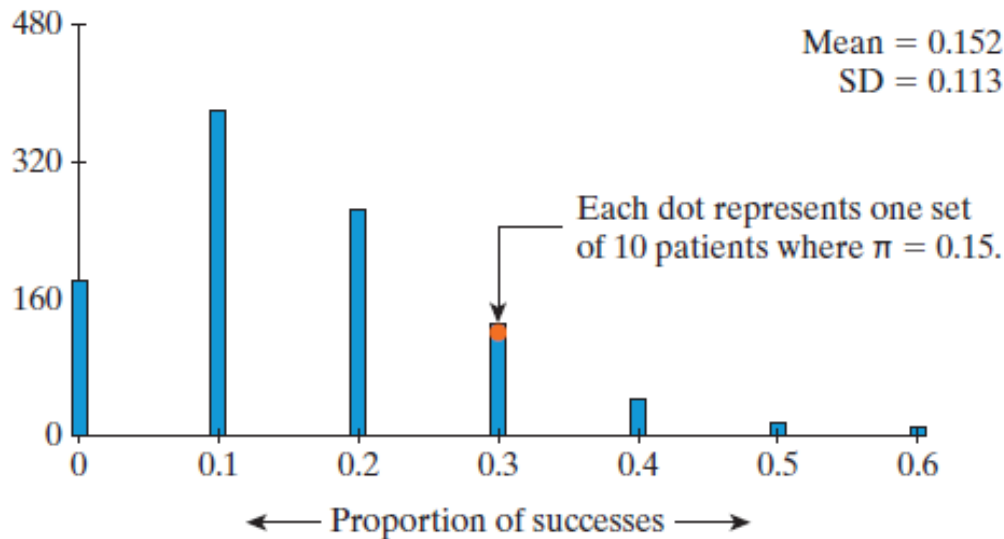 480
Mean = 0.152
SD = 0.113
320
Each dot represents one set
of 10 patients where π = 0.15.
160
0
0 0.1 0.2 0.3 0.4 0.5 0.6
Proportion of successes